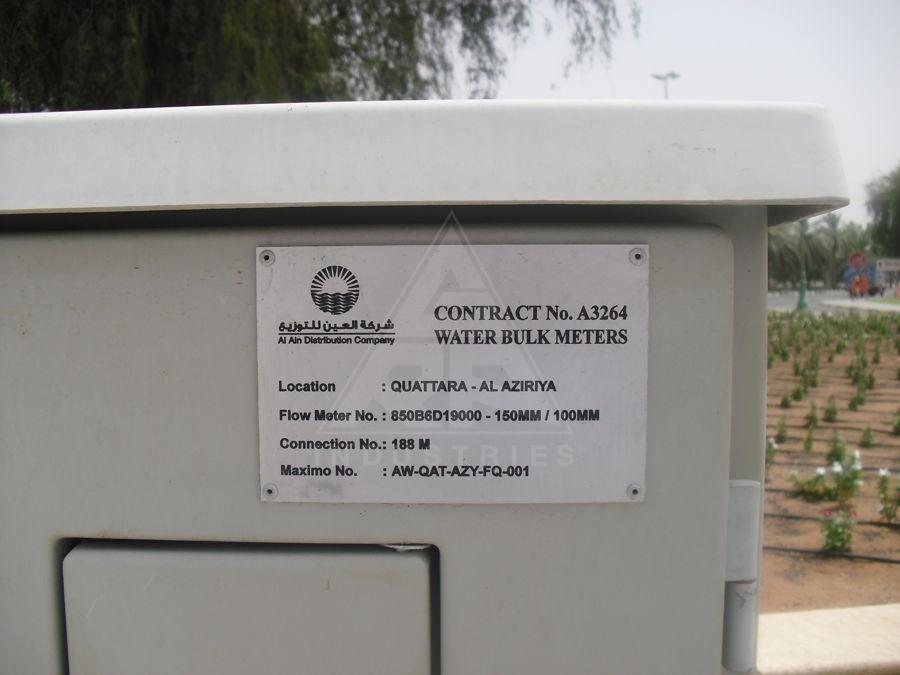 شركة العين للتوزيع
Al Ain Distribution Company
CONTRACT No. A3264
WATER BULK METERS
Location : QUATTARA - AL AZIRIYA
Flow Meter No. : 850B6D19000 - 150MM / 100MM
Connection No. : 188 M
Maximo No. : AW-QAT-AZY-FQ-001
INDUSTRIES